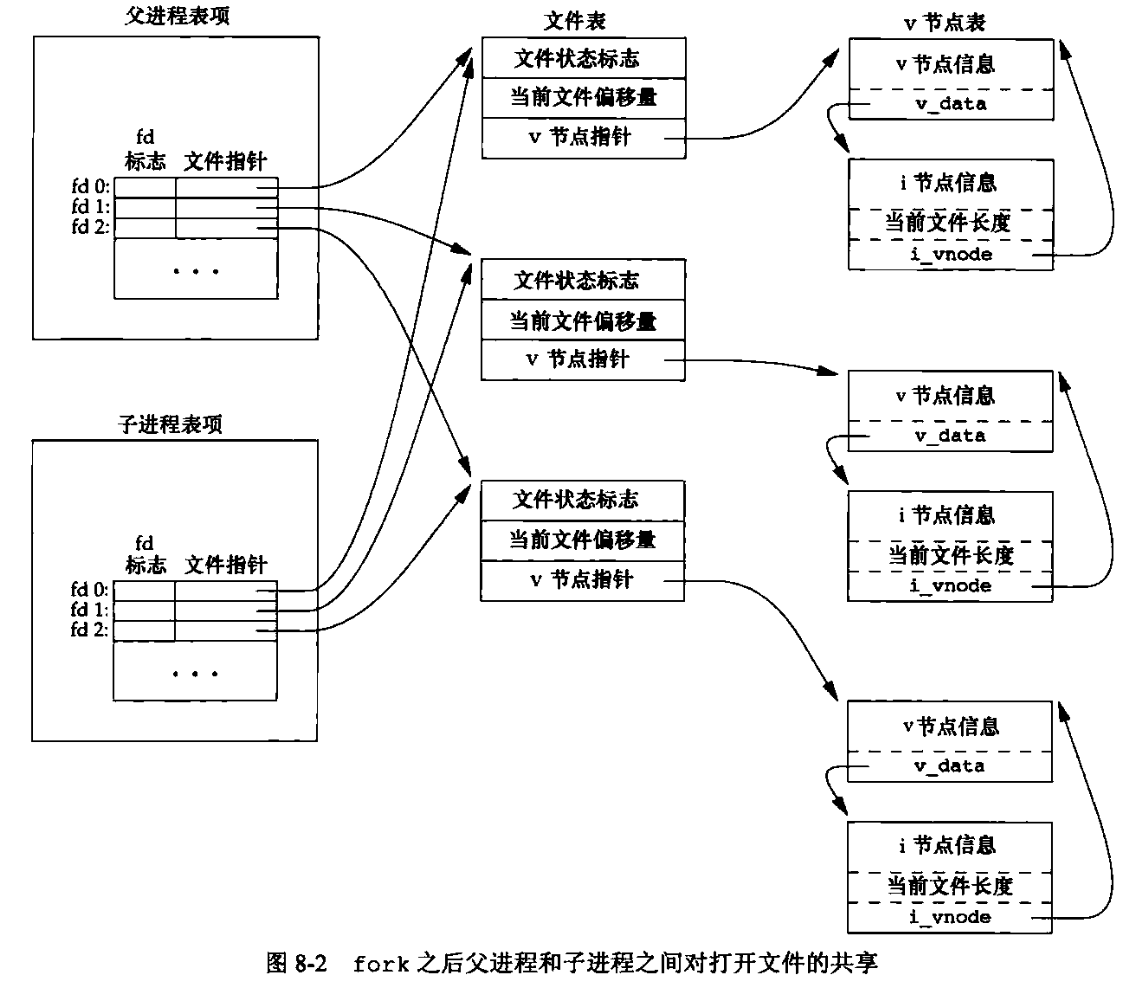 父进程表项
fd
标志 文件指针
fd 0:
fd 1:
fd 2:
...
子进程表项
fd
标志 文件指针
fd 0:
fd 1:
fd 2:
...
文件表
文件状态标志
当前文件偏移量
v 节点指针
文件状态标志
当前文件偏移量
v 节点指针
文件状态标志
当前文件偏移量
v 节点指针
v 节点表
v 节点信息
v_data
i 节点信息
当前文件长度
i_vnode
v 节点信息
v_data
i 节点信息
当前文件长度
i_vnode
v 节点信息
v_data
i 节点信息
当前文件长度
i_vnode
图 8-2 fork 之后父进程和子进程之间对打开文件的共享